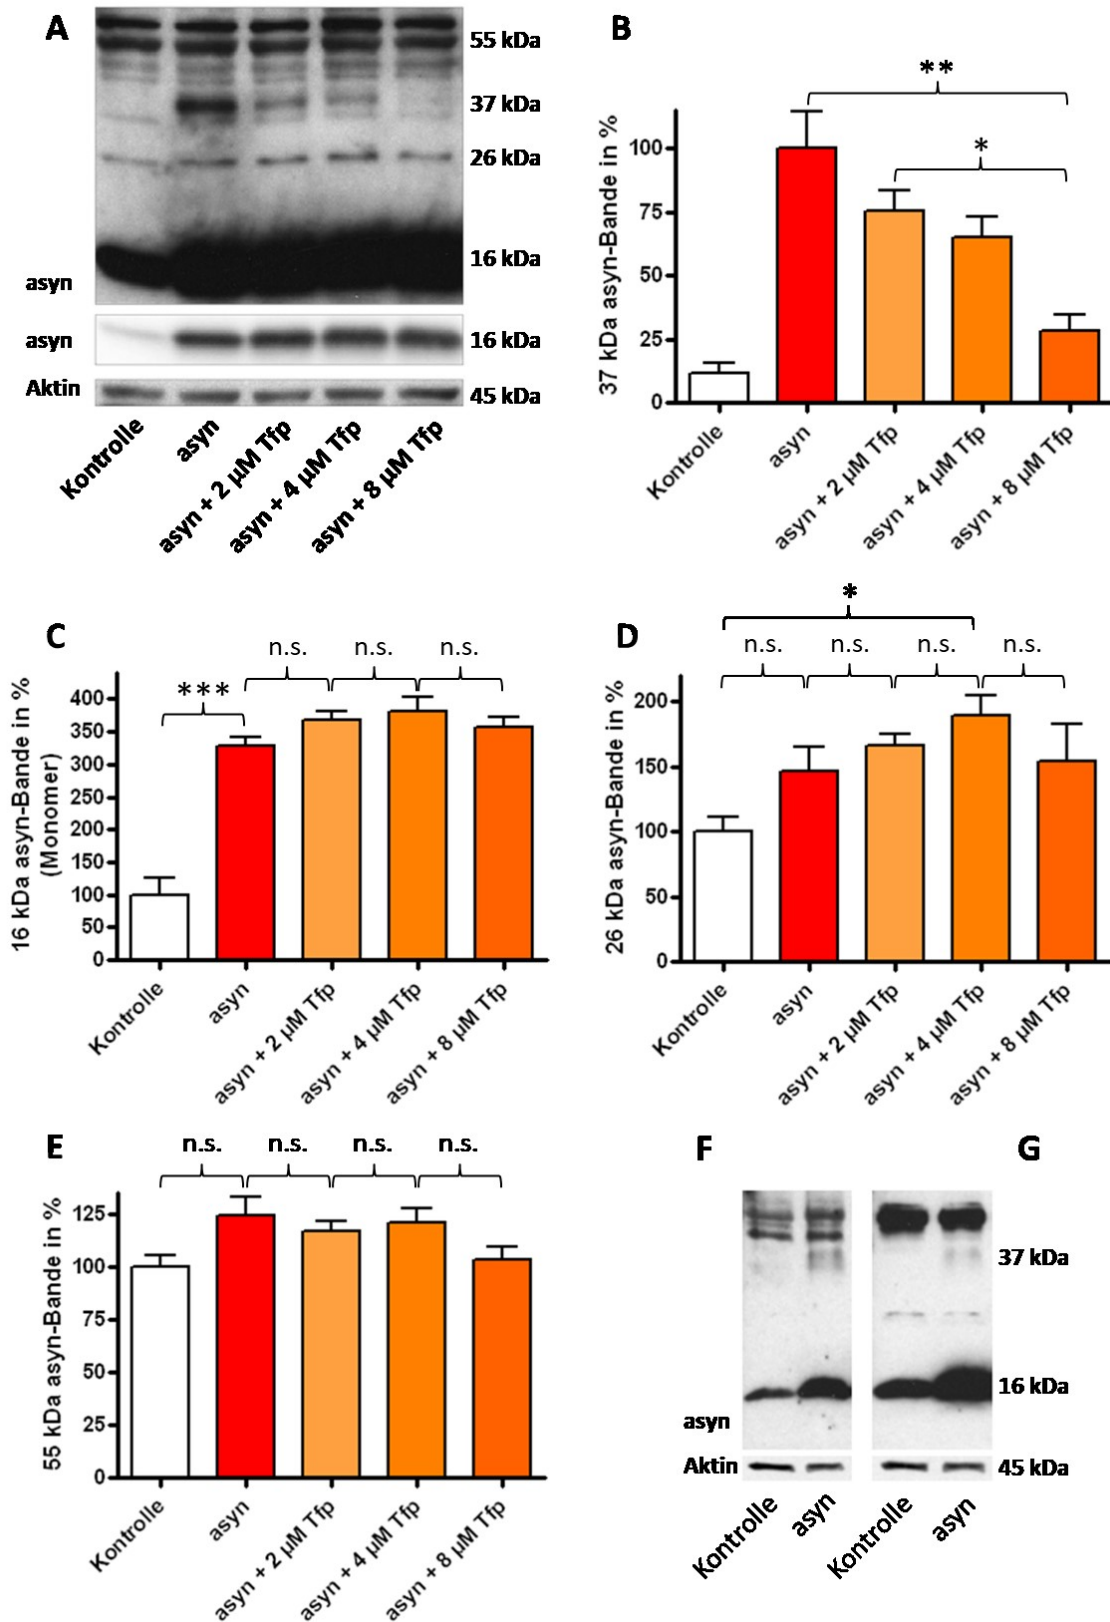 A
55 kDa
37 kDa
26 kDa
16 kDa
asyn
asyn
16 kDa
Aktin
45 kDa
Kontrolle
asyn
asyn + 2 µM Tfp
asyn + 4 µM Tfp
asyn + 8 µM Tfp
B
**
*
37 kDa asyn-Bande in %
100
75
50
25
0
Kontrolle
asyn
asyn + 2 µM Tfp
asyn + 4 µM Tfp
asyn + 8 µM Tfp
C
n.s.
n.s.
n.s.
***
16 kDa asyn-Bande in %
(Monomer)
400
350
300
250
200
150
100
50
0
Kontrolle
asyn
asyn + 2 µM Tfp
asyn + 4 µM Tfp
asyn + 8 µM Tfp
D
*
n.s.
n.s.
n.s.
n.s.
26 kDa asyn-Bande in %
200
150
100
50
0
Kontrolle
asyn
asyn + 2 µM Tfp
asyn + 4 µM Tfp
asyn + 8 µM Tfp
E
n.s.
n.s.
n.s.
n.s.
55 kDa asyn-Bande in %
125
100
75
50
25
0
Kontrolle
asyn
asyn + 2 µM Tfp
asyn + 4 µM Tfp
asyn + 8 µM Tfp
F
G
37 kDa
16 kDa
asyn
Aktin
45 kDa
Kontrolle
asyn
Kontrolle
asyn